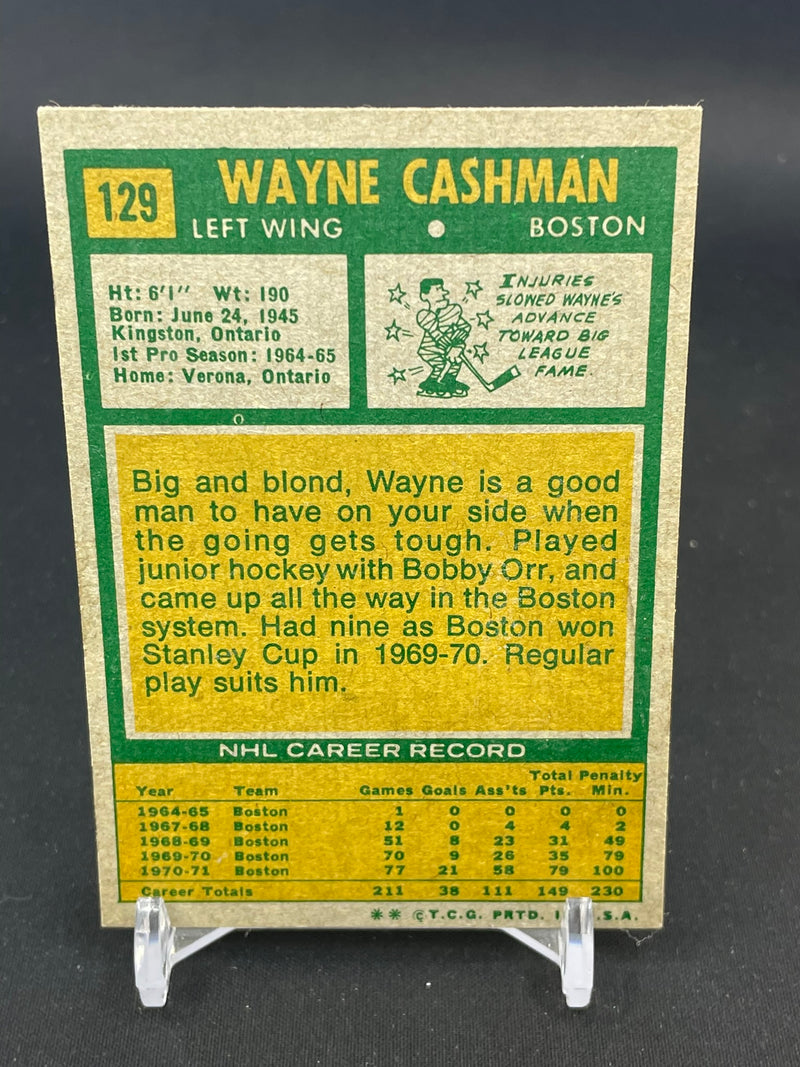 129
WAYNE CASHMAN
LEFT WING
BOSTON
Ht: 6'1" Wt: 190
Born: June 24, 1945
Kingston, Ontario
1st Pro Season: 1964-65
Home: Verona, Ontario
INJURIES
SLOWED WAYNE'S
ADVANCE
TOWARD BIG
LEAGUE
FAME.
Big and blond, Wayne is a good
man to have on your side when
the going gets tough. Played
junior hockey with Bobby Orr, and
came up all the way in the Boston
system. Had nine as Boston won
Stanley Cup in 1969-70. Regular
play suits him.
NHL CAREER RECORD
Total Penalty
Year Team Games Goals Ass'ts Pts. Min.
1964-65 Boston 1 0 0 0 0
1967-68 Boston 12 0 4 4 2
1968-69 Boston 51 8 23 31 49
1969-70 Boston 70 9 26 35 79
1970-71 Boston 77 21 58 79 100
Career Totals 211 38 111 149 230
** © T.C.G. PRTD. I S.A.